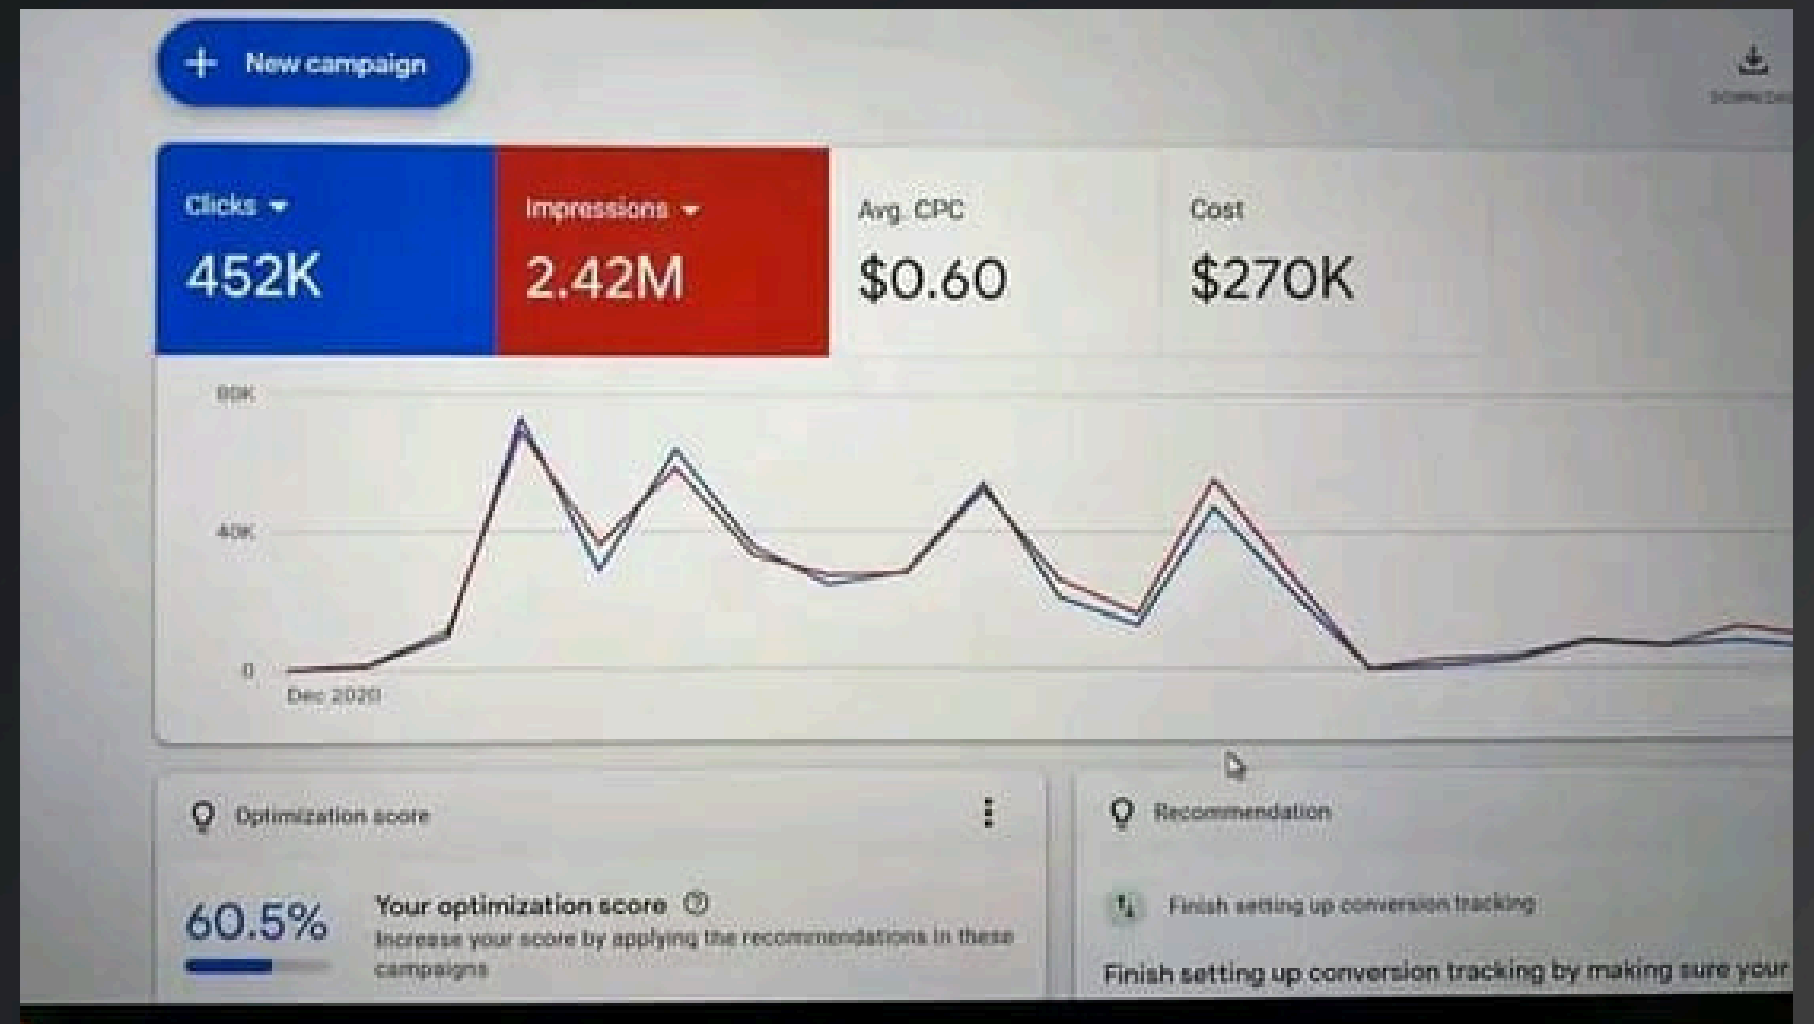 New campaign
DOWNLOAD
Clicks
452K
Impressions
2.42M
Avg. CPC
$0.60
Cost
$270K
80K
40K
0
Dec 2020
Optimization score
60.5%
Your optimization score
Increase your score by applying the recommendations in these
campaigns
Recommendation
Finish setting up conversion tracking
Finish setting up conversion tracking by making sure your